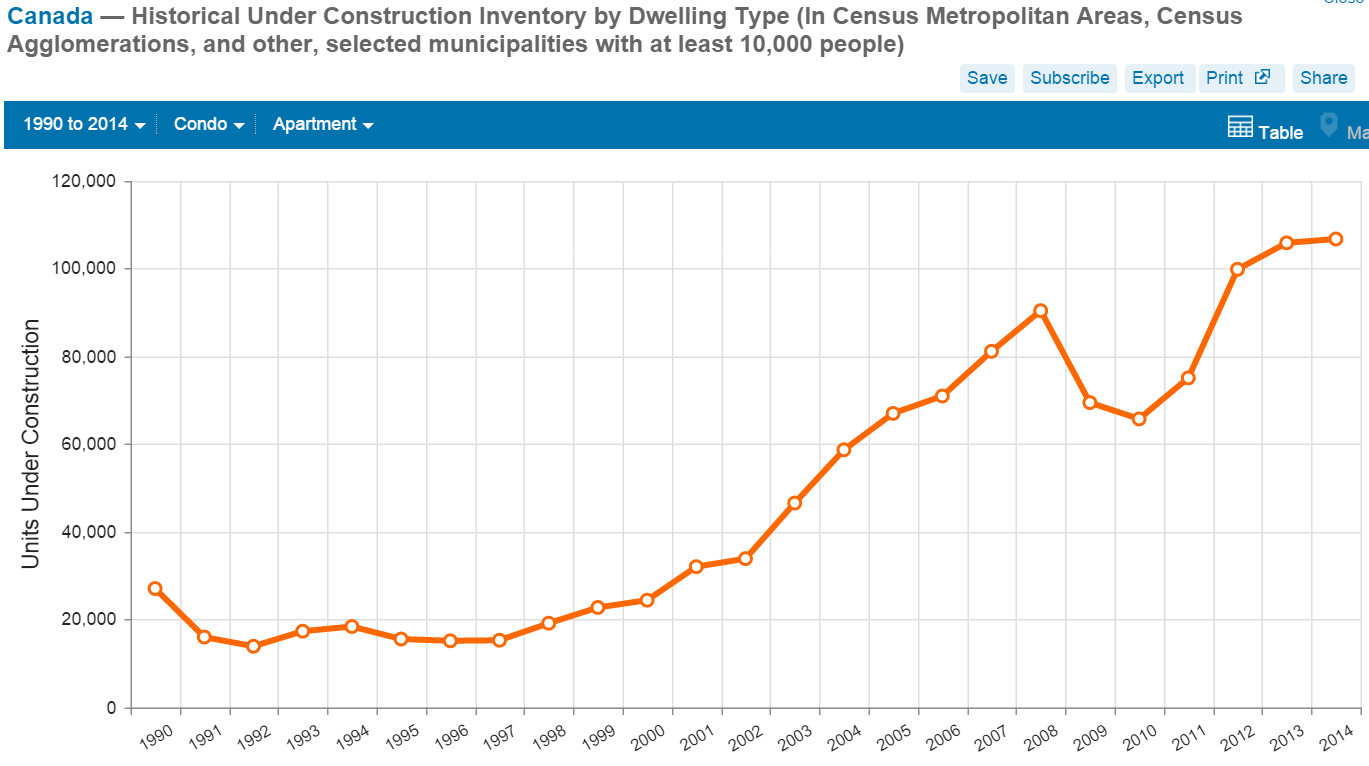 Canada — Historical Under Construction Inventory by Dwelling Type (In Census Metropolitan Areas, Census
Agglomerations, and other, selected municipalities with at least 10,000 people)
Save Subscribe Export Print Share
1990 to 2014 Condo Apartment Table
120,000
100,000
80,000
60,000
40,000
20,000
0
Units Under Construction
1990 1991 1992 1993 1994 1995 1996 1997 1998 1999 2000 2001 2002 2003 2004 2005 2006 2007 2008 2009 2010 2011 2012 2013 2014